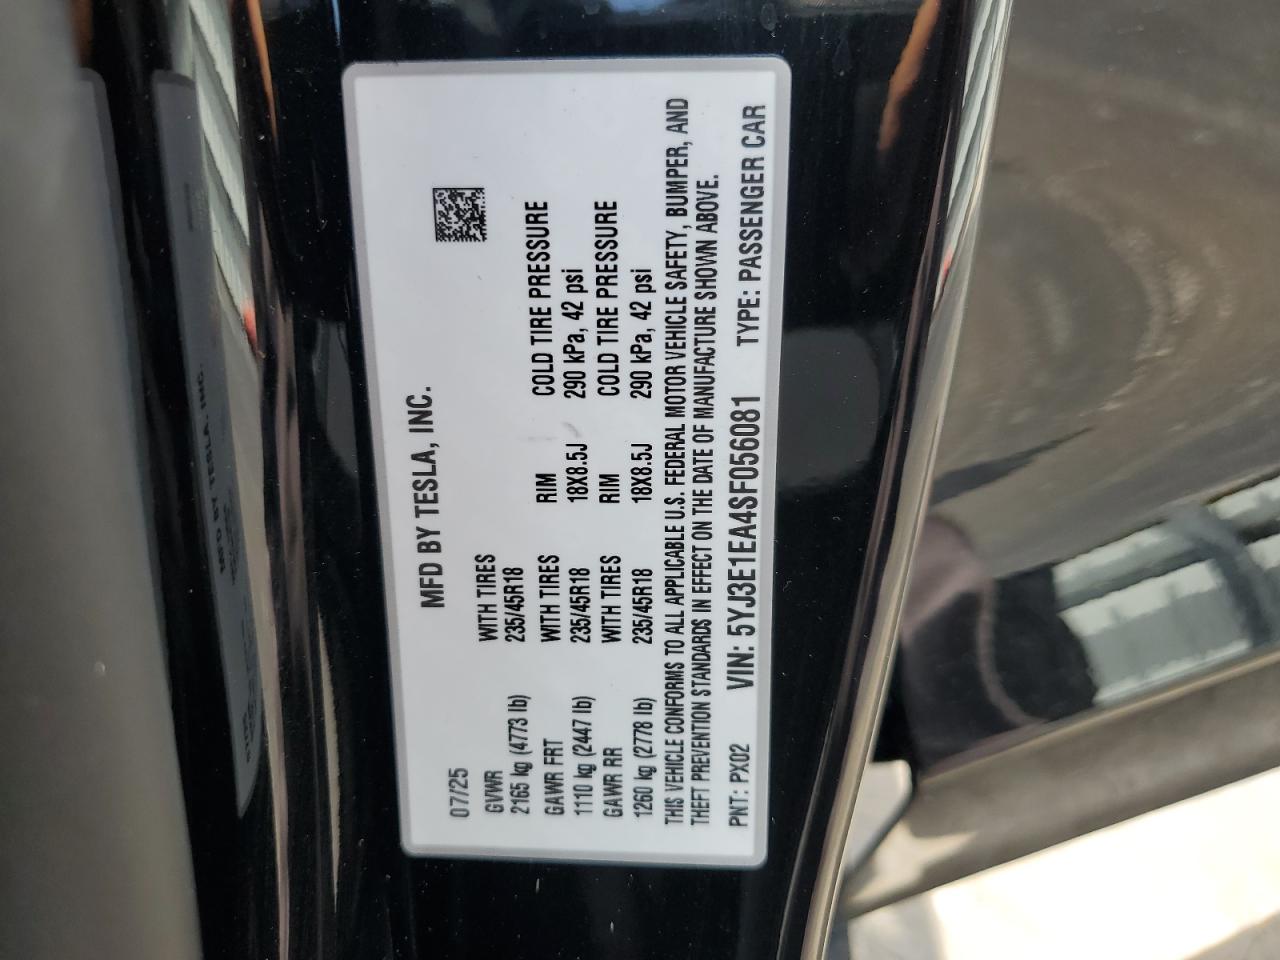 MFD BY TESLA, INC.
07/25
GVWR WITH TIRES
2165 kg (4773 lb) 235/45R18
GAWR FRT WITH TIRES RIM COLD TIRE PRESSURE
1110 kg (2447 lb) 235/45R18 18X8.5J 290 kPa, 42 psi
GAWR RR WITH TIRES RIM COLD TIRE PRESSURE
1260 kg (2778 lb) 235/45R18 18X8.5J 290 kPa, 42 psi
THIS VEHICLE CONFORMS TO ALL APPLICABLE U.S. FEDERAL MOTOR VEHICLE SAFETY, BUMPER, AND
THEFT PREVENTION STANDARDS IN EFFECT ON THE DATE OF MANUFACTURE SHOWN ABOVE.
PNT: PX02 VIN: 5YJ3E1EA4SF056081 TYPE: PASSENGER CAR
MFD BY TESLA, INC.